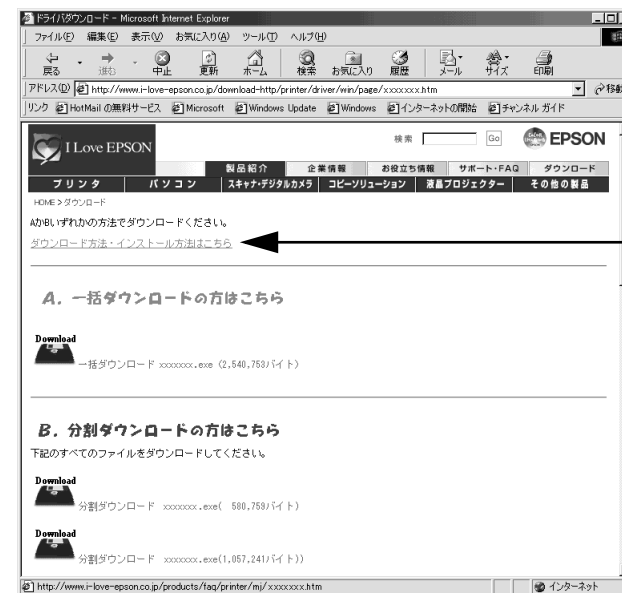 ドライバダウンロード - Microsoft Internet Explorer
ファイル(F) 編集(E) 表示(V) お気に入り(A) ツール(T) ヘルプ(H)
戻る 進む 中止 更新 ホーム 検索 お気に入り 履歴 メール サイズ 印刷
アドレス(D) http://www.i-love-epson.co.jp/download-http/printer/driver/win/page/xxxxxxx.htm 移動
リンク HotMail の無料サービス Microsoft Windows Update Windows インターネットの開始 チャンネル ガイド
I Love EPSON 検索 Go EPSON
製品紹介 企業情報 お役立ち情報 サポート・FAQ ダウンロード
プリンタ パソコン スキャナ・デジタルカメラ コピーソリューション 液晶プロジェクター その他の製品
HOME > ダウンロード
AかBいずれかの方法でダウンロードください。
ダウンロード方法・インストール方法はこちら
A. 一括ダウンロードの方はこちら
Download
一括ダウンロード xxxxxxx.exe (2,540,753バイト)
B. 分割ダウンロードの方はこちら
下記のすべてのファイルをダウンロードしてください。
Download
分割ダウンロード xxxxxxx.exe( 580,759バイト)
Download
分割ダウンロード xxxxxxx.exe(1,057,241バイト))
http://www.i-love-epson.co.jp/products/faq/printer/mj/xxxxxxx.htm インターネット